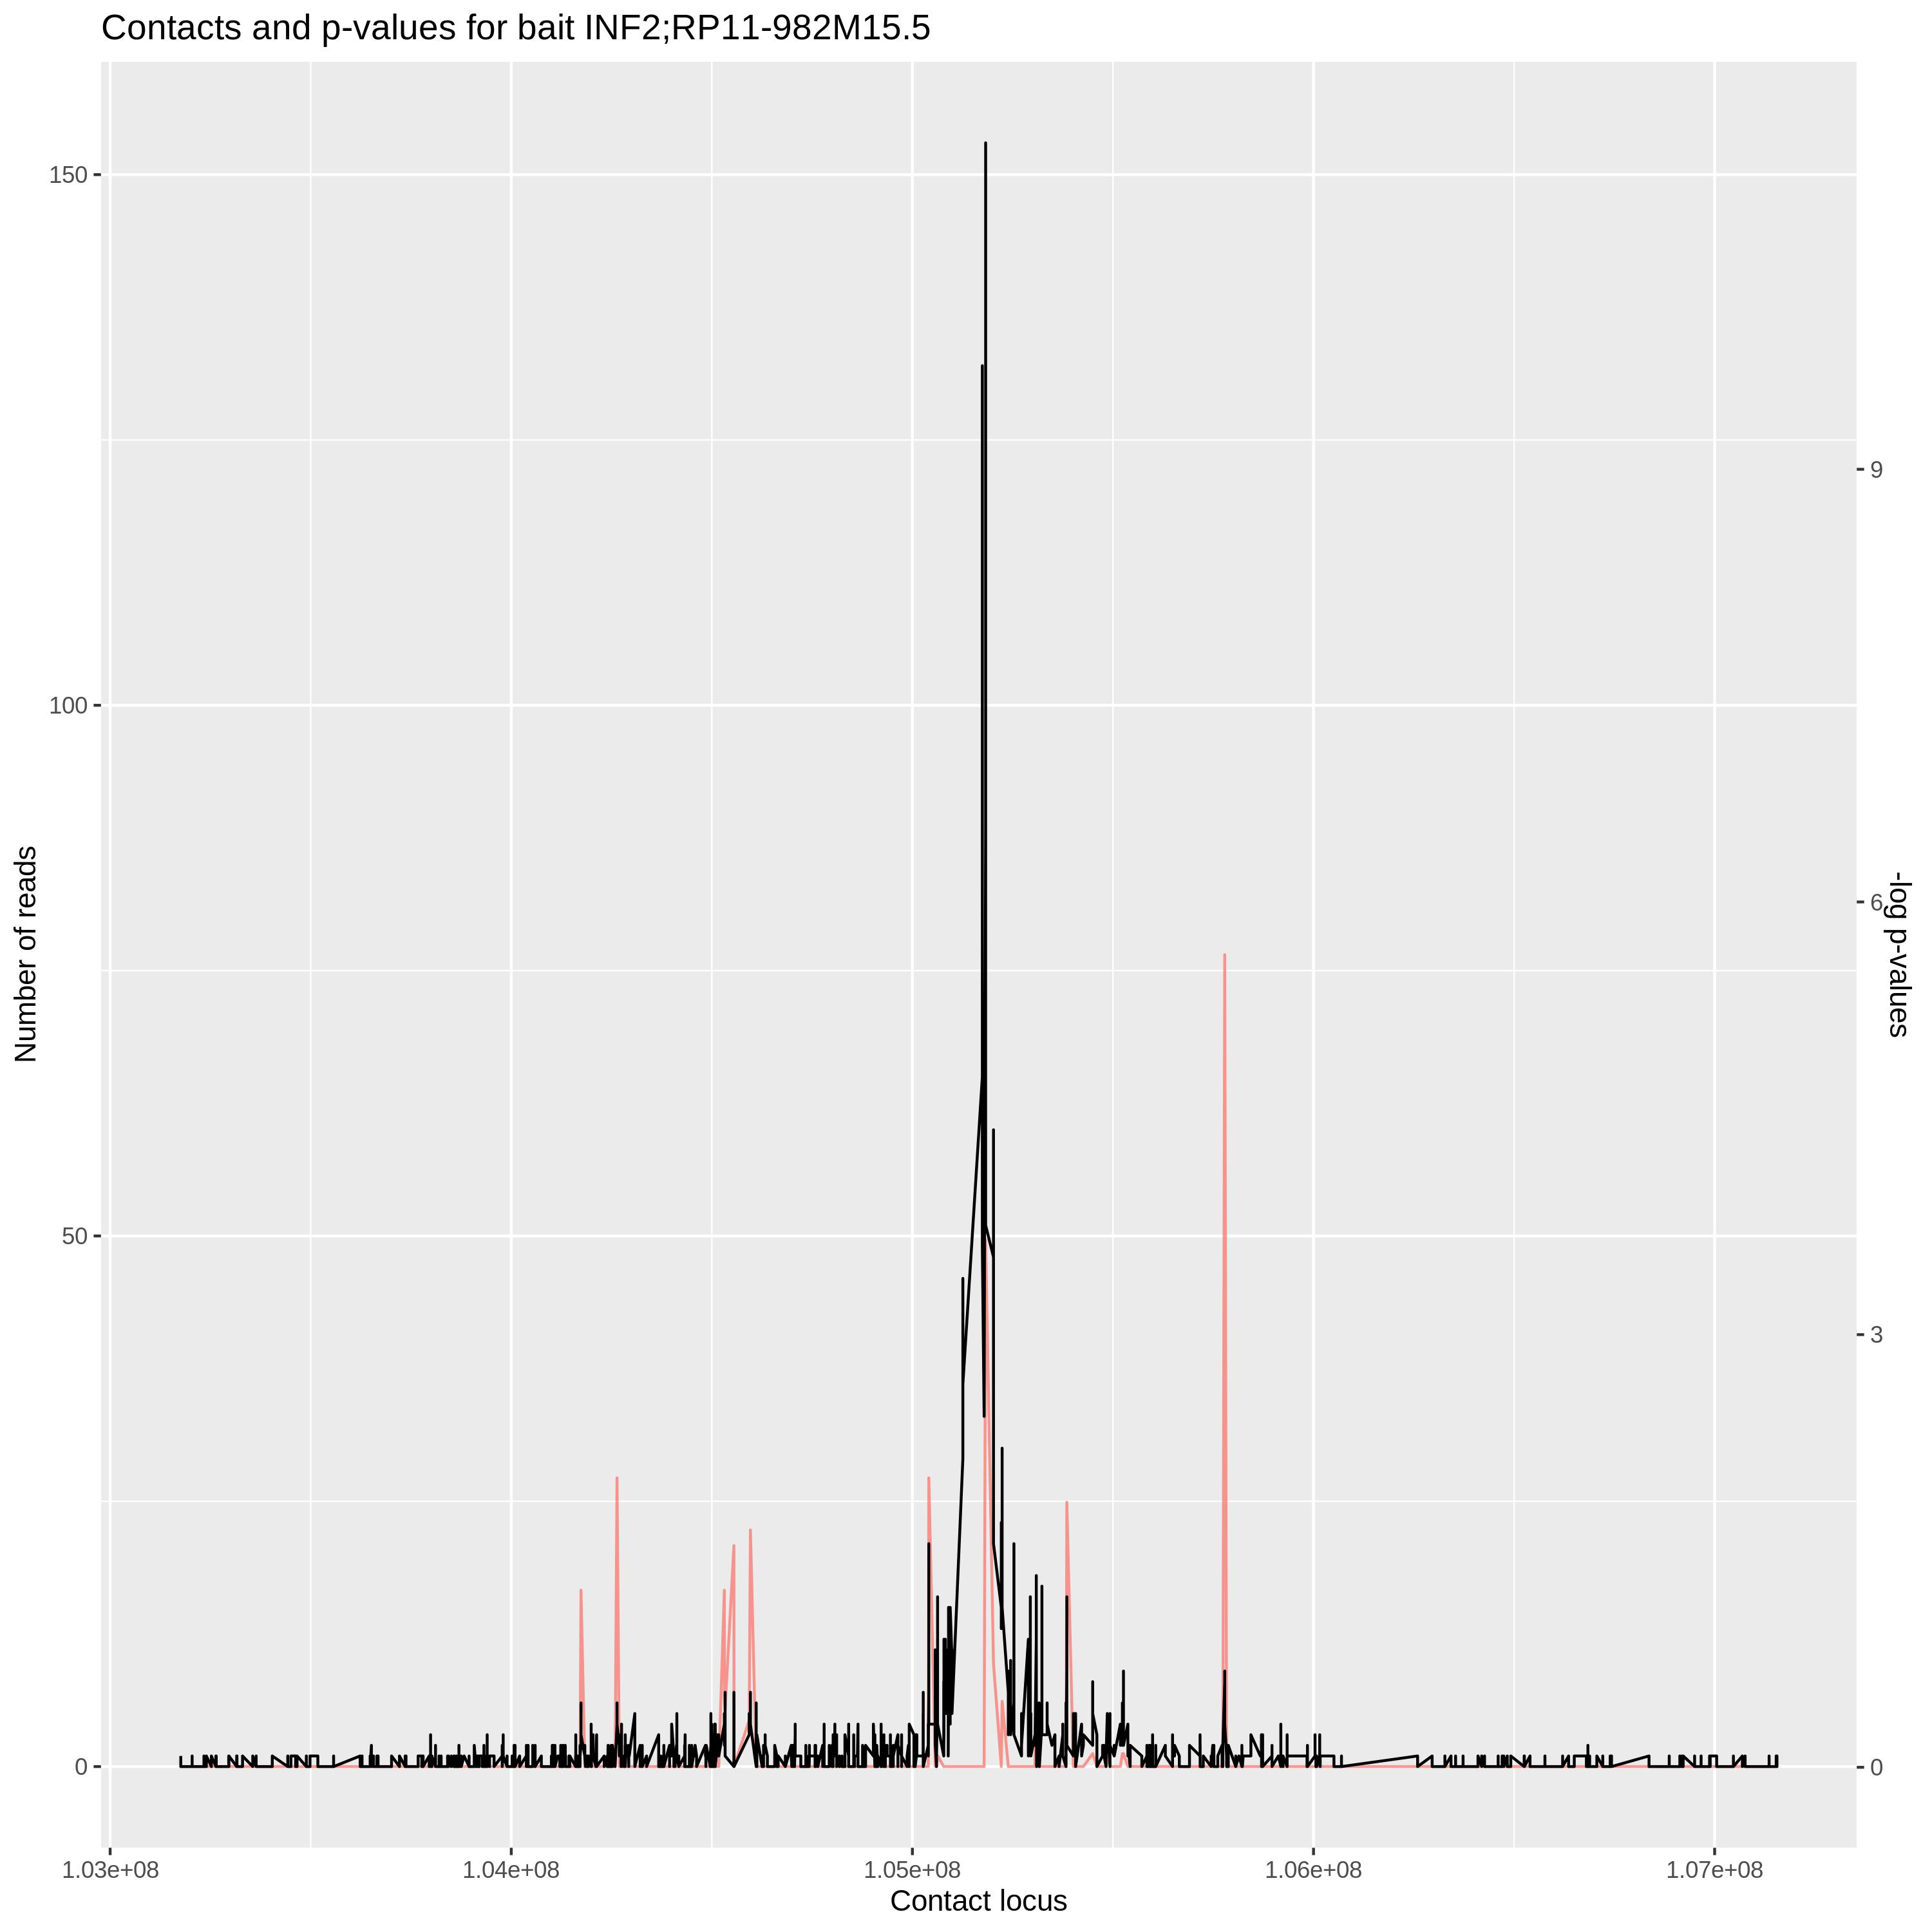 Contacts and p-values for bait INF2;RP11-982M15.5
150
100
50
0
Number of reads
9
6
3
0
-log p-values
1.03e+08
1.04e+08
1.05e+08
1.06e+08
1.07e+08
Contact locus